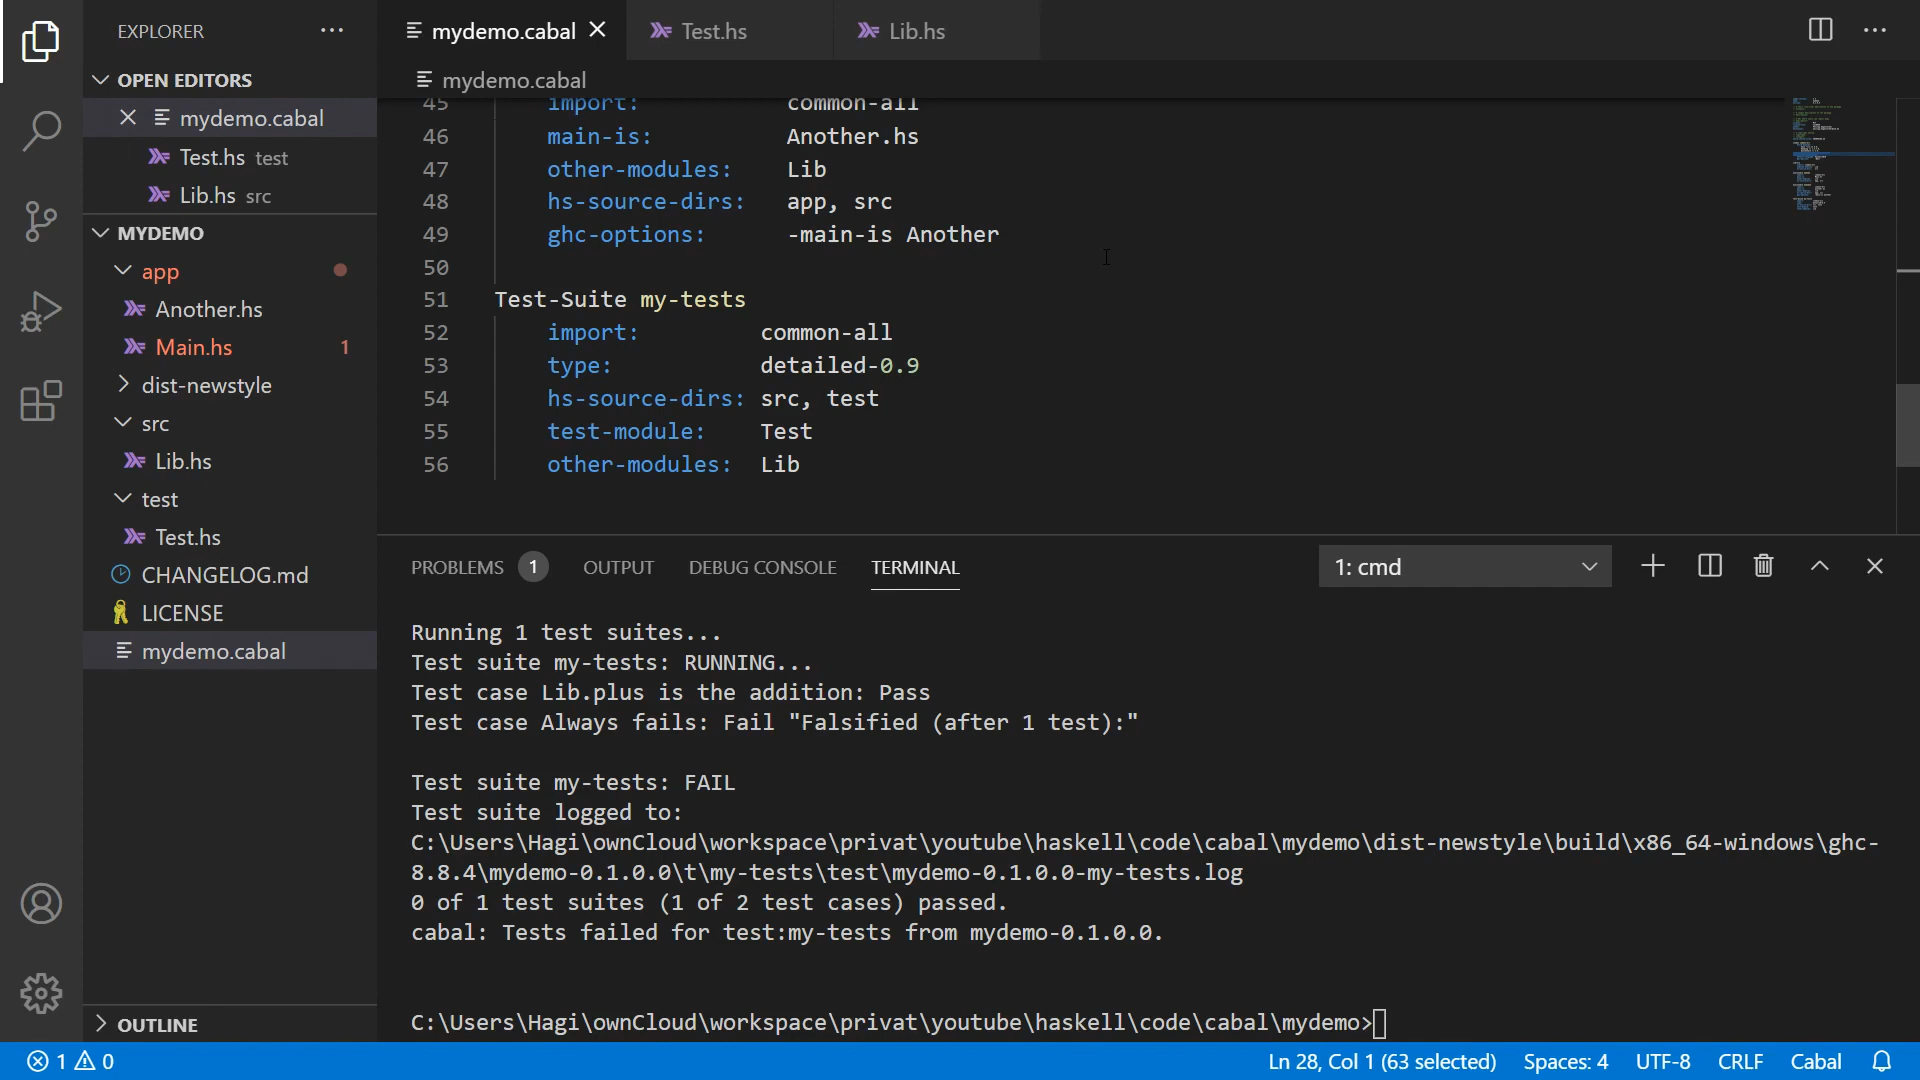 EXPLORER
OPEN EDITORS
mydemo.cabal
Test.hs test
Lib.hs src
MYDEMO
app
Another.hs
Main.hs 1
dist-newstyle
src
Lib.hs
test
Test.hs
CHANGELOG.md
LICENSE
mydemo.cabal
OUTLINE
mydemo.cabal Test.hs Lib.hs
mydemo.cabal
45 import: common-all
46 main-is: Another.hs
47 other-modules: Lib
48 hs-source-dirs: app, src
49 ghc-options: -main-is Another
50
51 Test-Suite my-tests
52 import: common-all
53 type: detailed-0.9
54 hs-source-dirs: src, test
55 test-module: Test
56 other-modules: Lib
PROBLEMS 1 OUTPUT DEBUG CONSOLE TERMINAL 1: cmd
Running 1 test suites...
Test suite my-tests: RUNNING...
Test case Lib.plus is the addition: Pass
Test case Always fails: Fail "Falsified (after 1 test):"
Test suite my-tests: FAIL
Test suite logged to:
C:\Users\Hagi\ownCloud\workspace\privat\youtube\haskell\code\cabal\mydemo\dist-newstyle\build\x86_64-windows\ghc-
8.8.4\mydemo-0.1.0.0\t\my-tests\test\mydemo-0.1.0.0-my-tests.log
0 of 1 test suites (1 of 2 test cases) passed.
cabal: Tests failed for test:my-tests from mydemo-0.1.0.0.
C:\Users\Hagi\ownCloud\workspace\privat\youtube\haskell\code\cabal\mydemo>
1 0 Ln 28, Col 1 (63 selected) Spaces: 4 UTF-8 CRLF Cabal